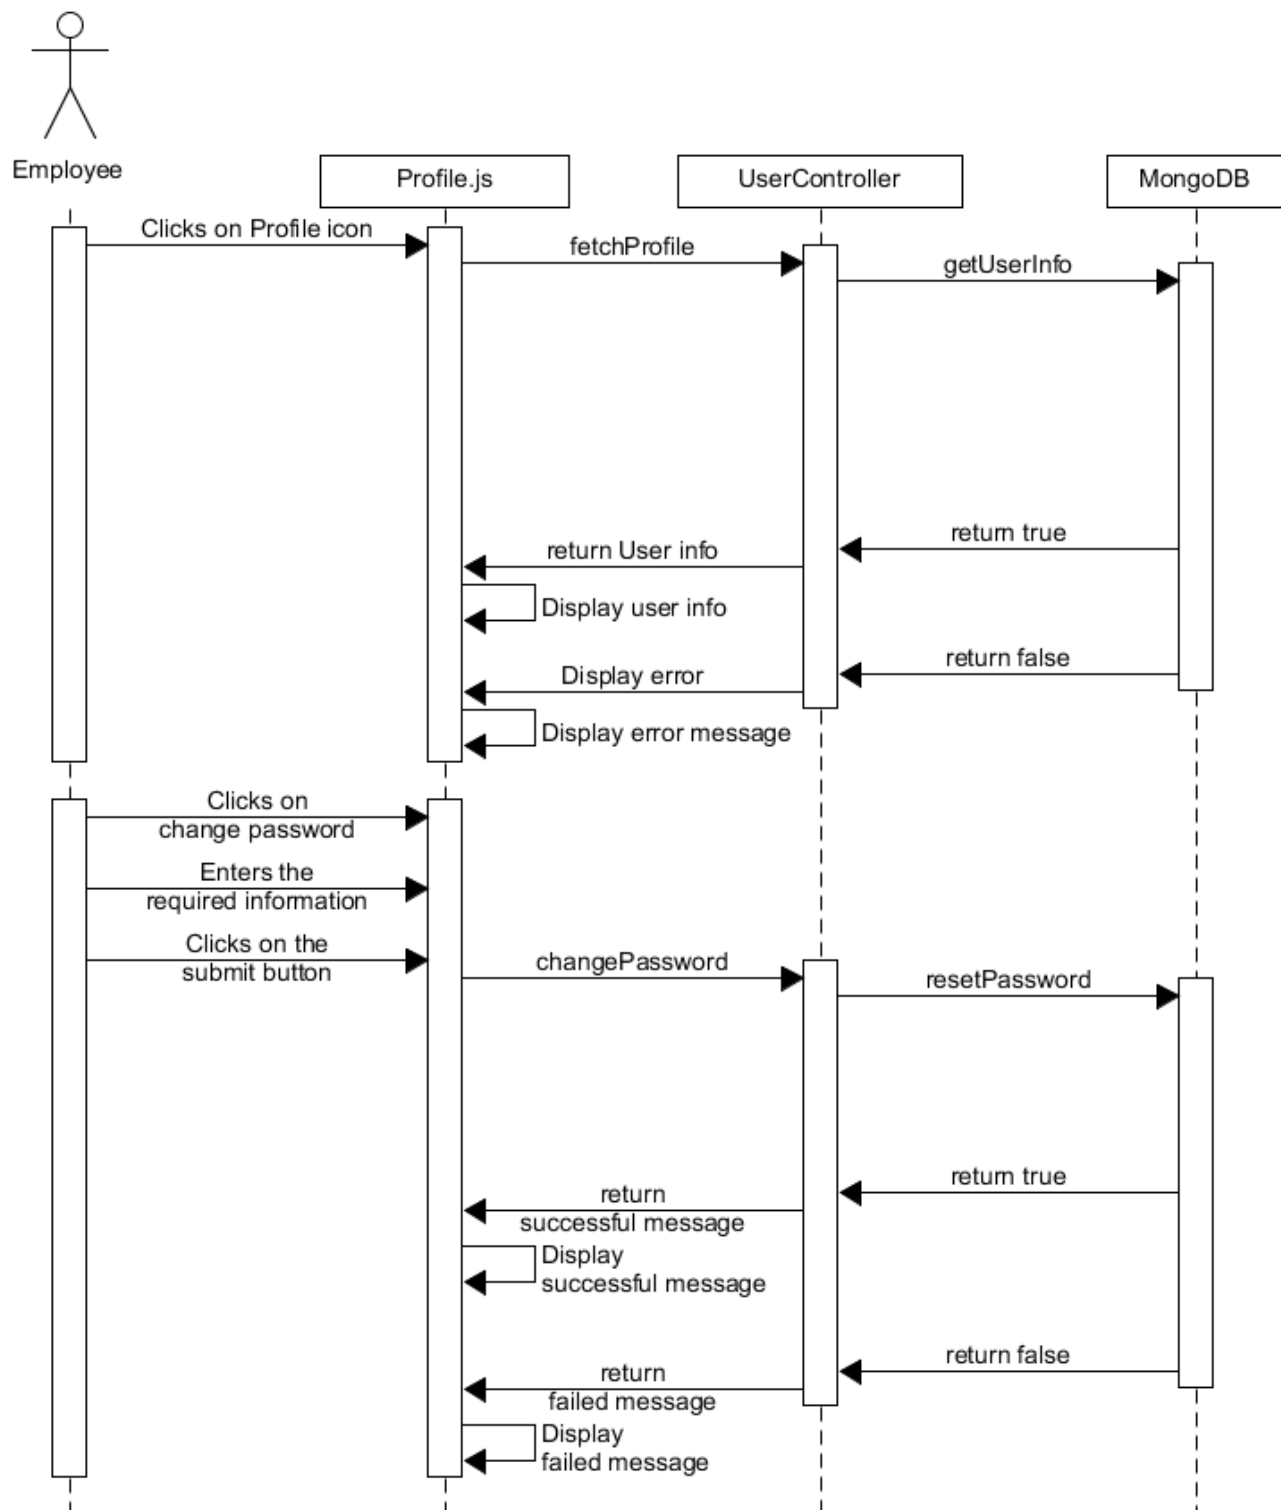 Employee
Profile.js
UserController
MongoDB
Clicks on Profile icon
fetchProfile
getUserInfo
return true
return User info
Display user info
return false
Display error
Display error message
Clicks on
change password
Enters the
required information
Clicks on the
submit button
changePassword
resetPassword
return true
return
successful message
Display
successful message
return false
return
failed message
Display
failed message